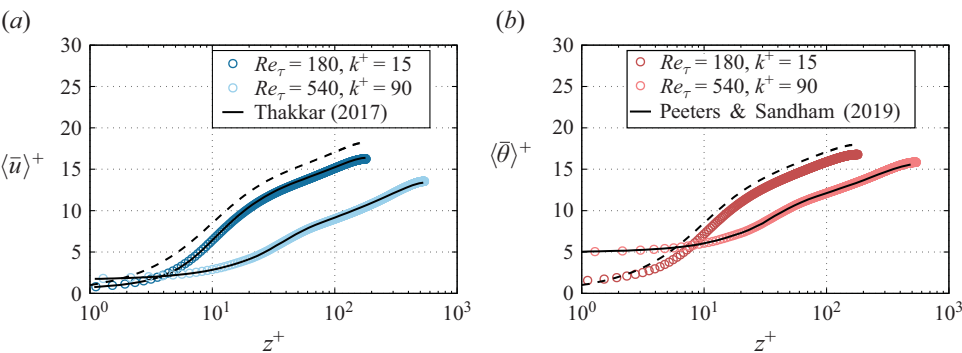 (a)
30
25
20
15
10
5
0
⟨ū⟩⁺
Re_τ = 180, k⁺ = 15
Re_τ = 540, k⁺ = 90
Thakkar (2017)
10⁰ 10¹ 10² 10³
z⁺
(b)
30
25
20
15
10
5
0
⟨θ̄⟩⁺
Re_τ = 180, k⁺ = 15
Re_τ = 540, k⁺ = 90
Peeters & Sandham (2019)
10⁰ 10¹ 10² 10³
z⁺